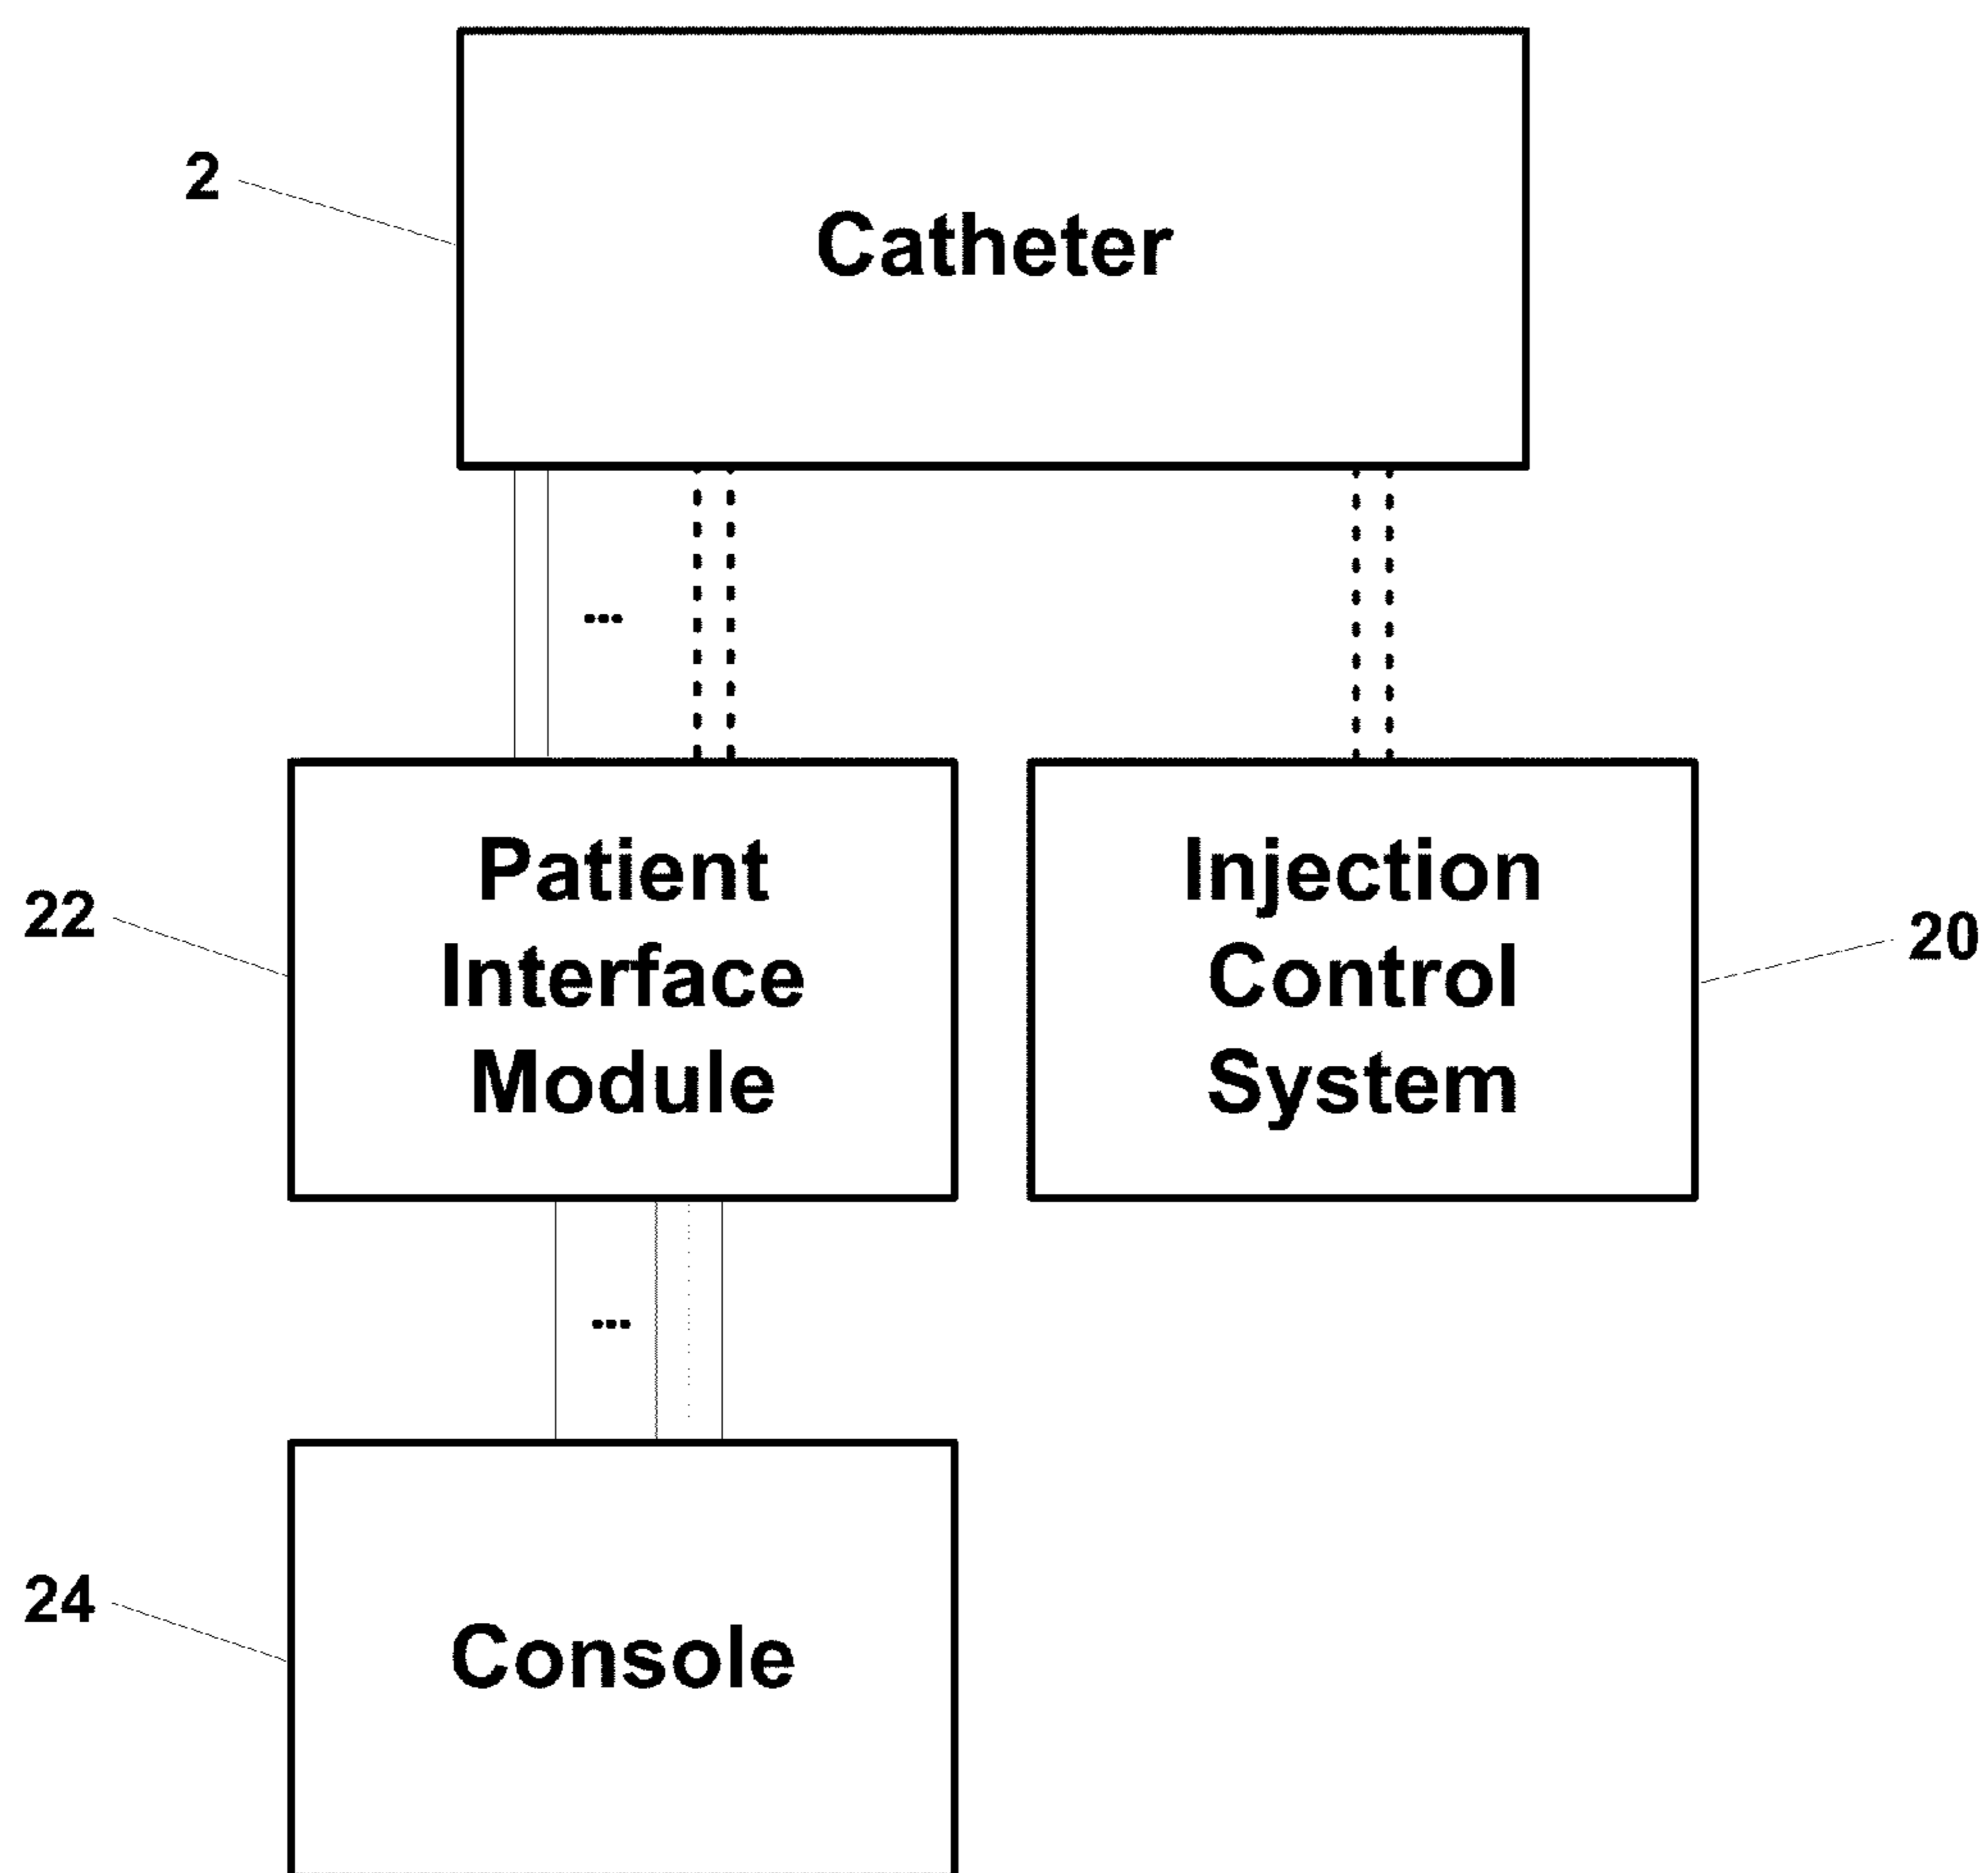 2
Catheter
...
Patient
Interface
Module
22
Injection
Control
System
20
...
24
Console